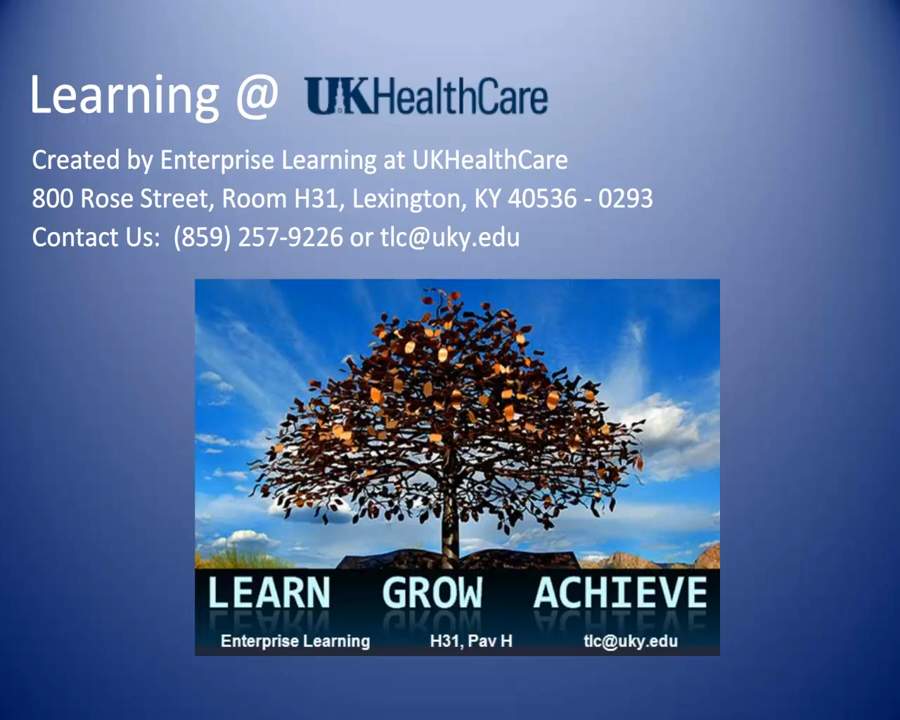 Learning @ UKHealthCare
Created by Enterprise Learning at UKHealthCare
800 Rose Street, Room H31, Lexington, KY 40536 - 0293
Contact Us:  (859) 257-9226 or tlc@uky.edu
LEARN GROW ACHIEVE
Enterprise Learning H31, Pav H tlc@uky.edu